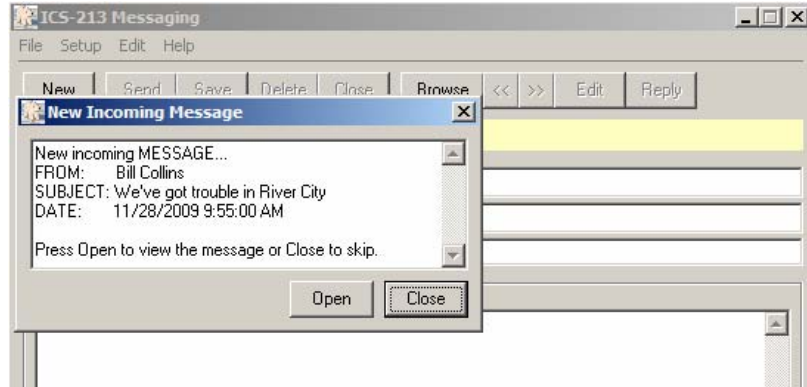 ICS-213 Messaging
File Setup Edit Help
New Send Save Delete Close Browse << >> Edit Reply
New Incoming Message
New incoming MESSAGE...
FROM: Bill Collins
SUBJECT: We've got trouble in River City
DATE: 11/28/2009 9:55:00 AM
Press Open to view the message or Close to skip.
Open Close